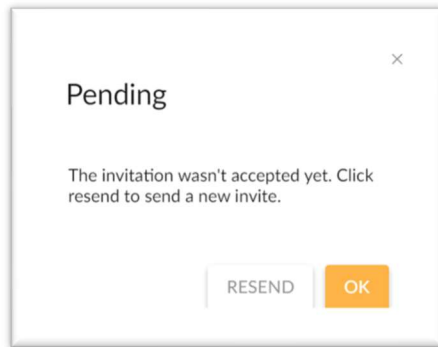 ×
Pending
The invitation wasn't accepted yet. Click
resend to send a new invite.
RESEND
OK